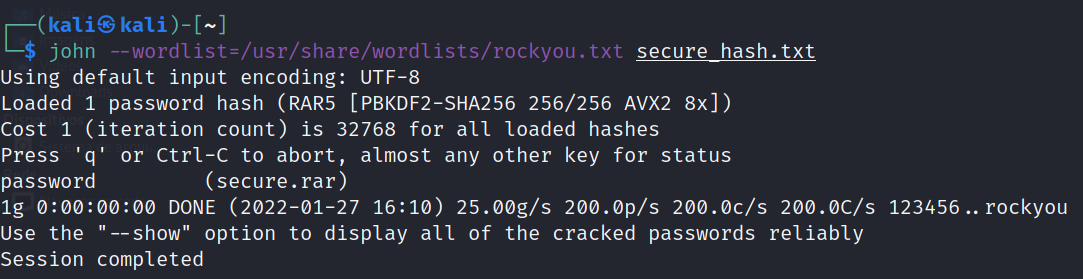 ┌──(kali㉿kali)-[~]
└─$ john --wordlist=/usr/share/wordlists/rockyou.txt secure_hash.txt
Using default input encoding: UTF-8
Loaded 1 password hash (RAR5 [PBKDF2-SHA256 256/256 AVX2 8x])
Cost 1 (iteration count) is 32768 for all loaded hashes
Press 'q' or Ctrl-C to abort, almost any other key for status
password         (secure.rar)
1g 0:00:00:00 DONE (2022-01-27 16:10) 25.00g/s 200.0p/s 200.0c/s 200.0C/s 123456..rockyou
Use the "--show" option to display all of the cracked passwords reliably
Session completed